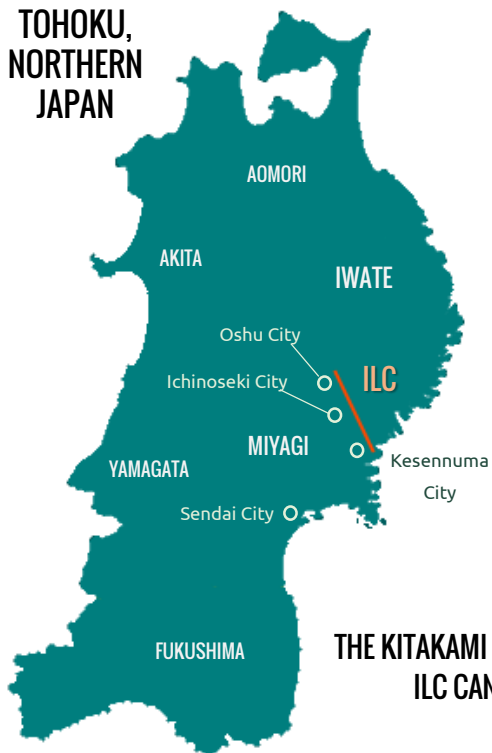 TOHOKU,
NORTHERN
JAPAN
AOMORI
AKITA
IWATE
Oshu City
ILC
Ichinoseki City
MIYAGI
Kesennuma
City
YAMAGATA
Sendai City
FUKUSHIMA
THE KITAKAMI
ILC CAN